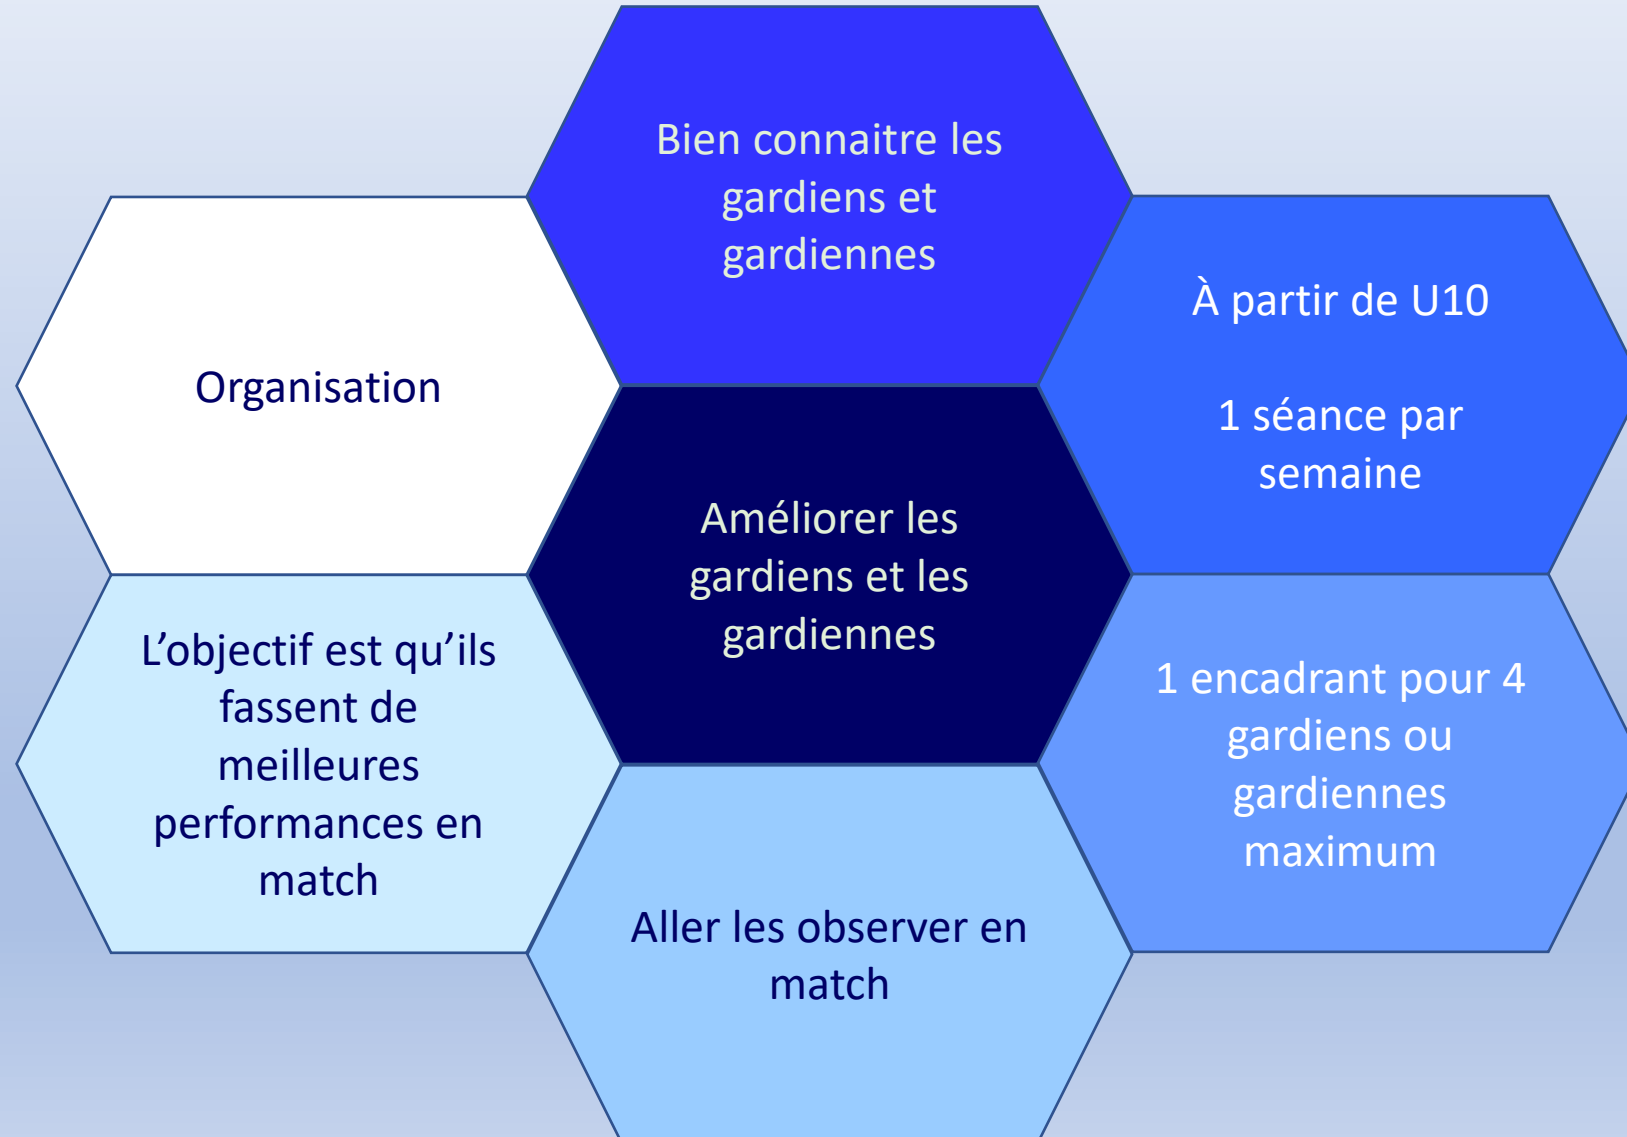 Bien connaitre les
gardiens et
gardiennes
À partir de U10
1 séance par
semaine
Organisation
Améliorer les
gardiens et les
gardiennes
L’objectif est qu’ils
fassent de
meilleures
performances en
match
1 encadrant pour 4
gardiens ou
gardiennes
maximum
Aller les observer en
match